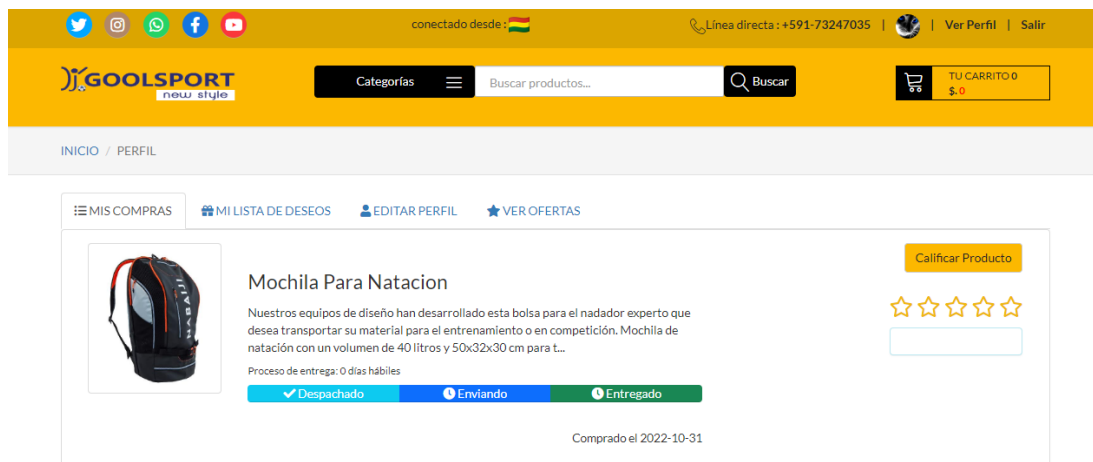 conectado desde :
Línea directa : +591-73247035 | | Ver Perfil | Salir
GOOLSPORT
new style
Categorías
Buscar productos...
Buscar
TU CARRITO 0
$. 0
INICIO / PERFIL
MIS COMPRAS
MI LISTA DE DESEOS
EDITAR PERFIL
VER OFERTAS
Calificar Producto
NABAIJI
Mochila Para Natacion
Nuestros equipos de diseño han desarrollado esta bolsa para el nadador experto que
desea transportar su material para el entrenamiento o en competición. Mochila de
natación con un volumen de 40 litros y 50x32x30 cm para t...
Proceso de entrega: 0 días hábiles
Despachado
Enviando
Entregado
Comprado el 2022-10-31